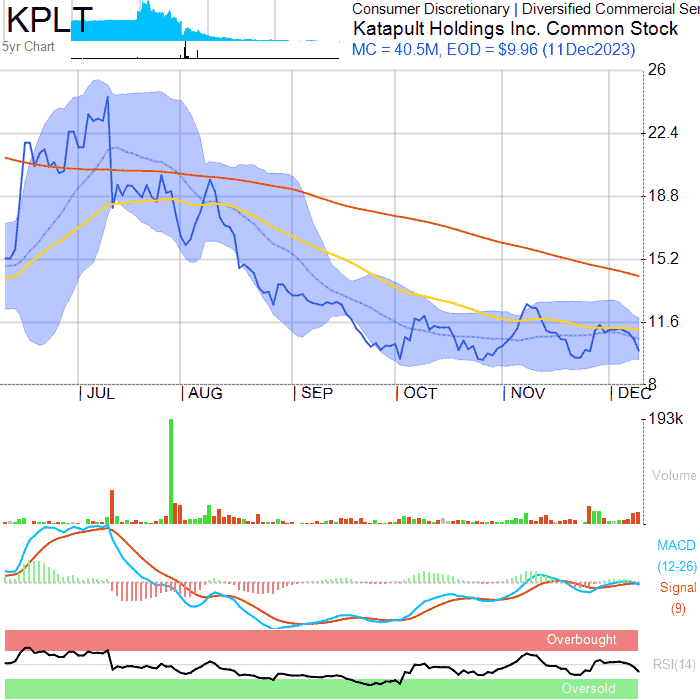 KPLT
5yr Chart
Consumer Discretionary | Diversified Commercial Ser
Katapult Holdings Inc. Common Stock
MC = 40.5M, EOD = $9.96 (11Dec2023)
26
22.4
18.8
15.2
11.6
8
JUL AUG SEP OCT NOV DEC
193k
Volume
MACD
(12-26)
Signal
(9)
Overbought
RSI(14)
Oversold